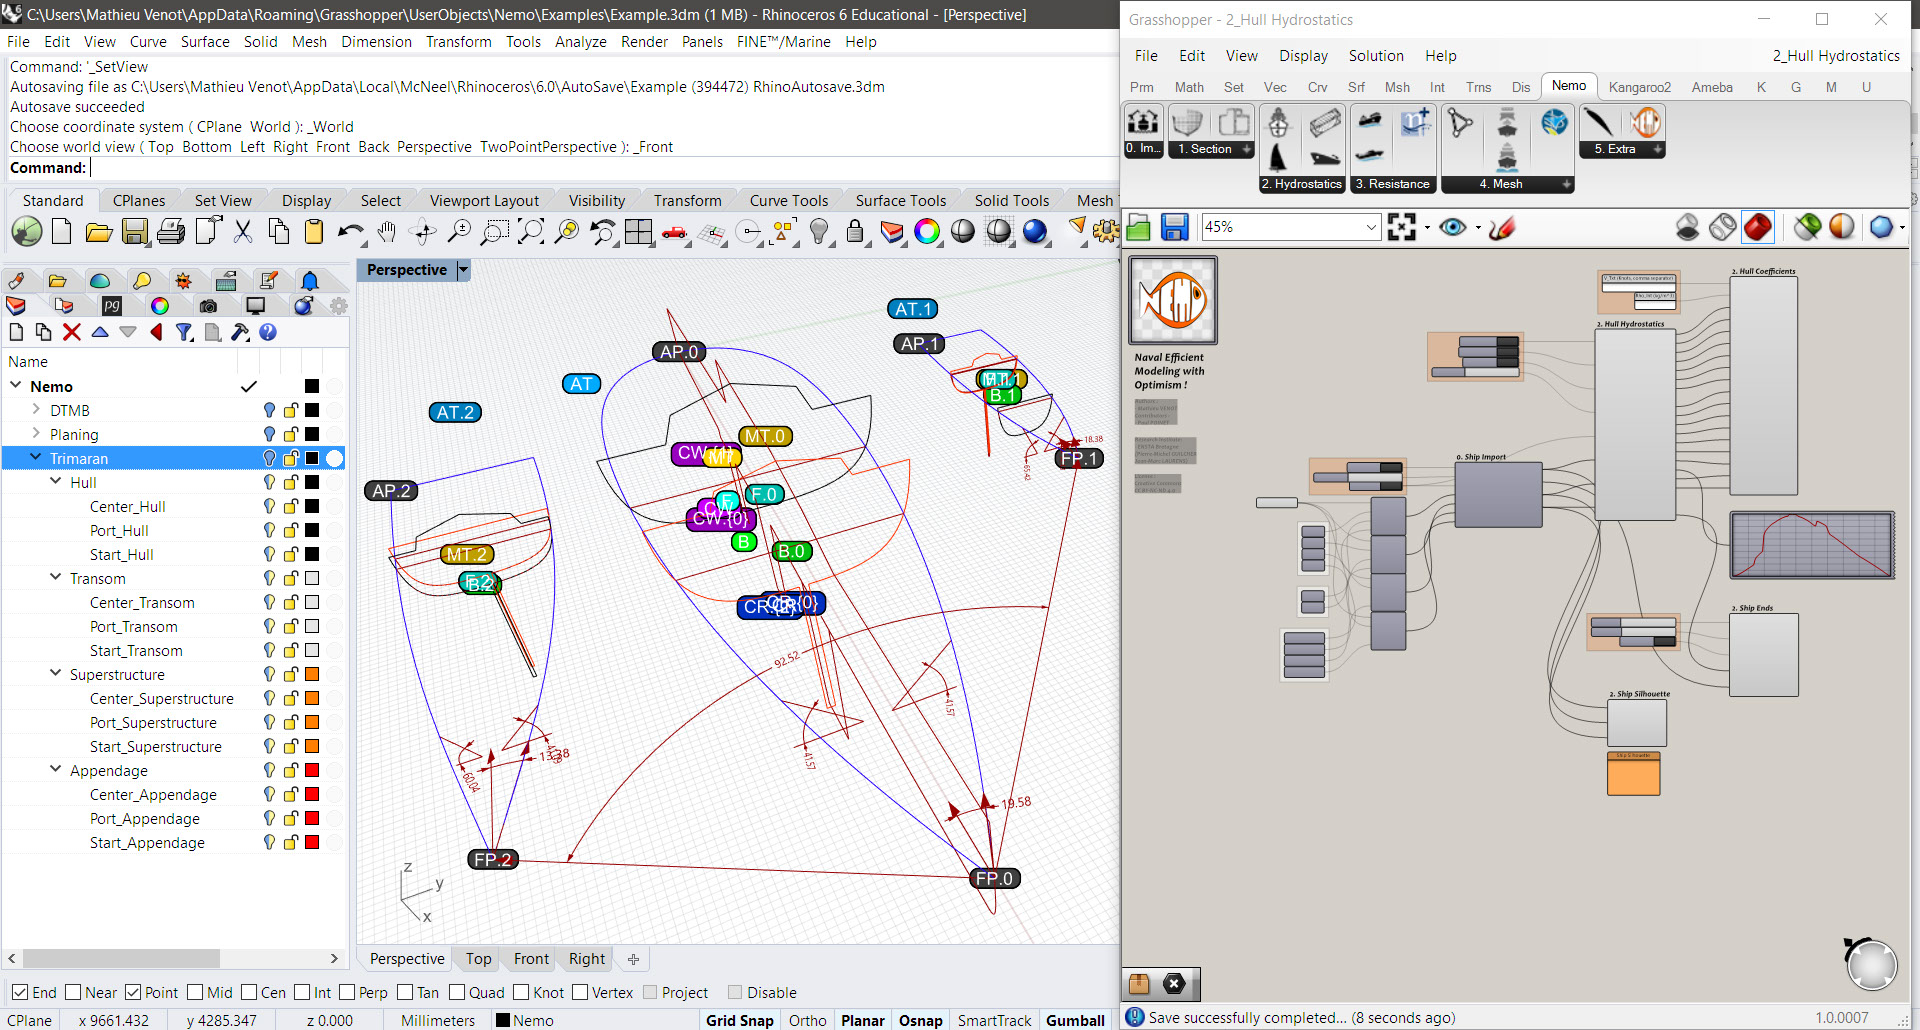 C:\Users\Mathieu Venot\AppData\Roaming\Grasshopper\UserObjects\Nemo\Examples\Example.3dm (1 MB) - Rhinoceros 6 Educational - [Perspective]
File Edit View Curve Surface Solid Mesh Dimension Transform Tools Analyze Render Panels FINE™/Marine Help
Command: '_SetView
Autosaving file as C:\Users\Mathieu Venot\AppData\Local\McNeel\Rhinoceros\6.0\AutoSave\Example (394472) RhinoAutosave.3dm
Autosave succeeded
Choose coordinate system ( CPlane World ): _World
Choose world view ( Top Bottom Left Right Front Back Perspective TwoPointPerspective ): _Front
Command:
Standard CPlanes Set View Display Select Viewport Layout Visibility Transform Curve Tools Surface Tools Solid Tools Mesh
pg
Name
Nemo
DTMB
Planing
Trimaran
Hull
Center_Hull
Port_Hull
Start_Hull
Transom
Center_Transom
Port_Transom
Start_Transom
Superstructure
Center_Superstructure
Port_Superstructure
Start_Superstructure
Appendage
Center_Appendage
Port_Appendage
Start_Appendage
Perspective
AT.1
AP.1
AP.0
AT
AT.2
B.1
MT.0
18.38
FP.1
65.42
AP.2
F.0
CW.{0}
B
B.0
MT.2
92.52
41.57
41.57
60.04
19.58
FP.2
FP.0
z
y
x
Perspective Top Front Right
End Near Point Mid Cen Int Perp Tan Quad Knot Vertex Project Disable
CPlane x 9661.432 y 4285.347 z 0.000 Millimeters Nemo Grid Snap Ortho Planar Osnap SmartTrack Gumball
Grasshopper - 2_Hull Hydrostatics
File Edit View Display Solution Help 2_Hull Hydrostatics
Prm Math Set Vec Crv Srf Msh Int Trns Dis Nemo Kangaroo2 Ameba K G M U
0. Im... 1. Section 2. Hydrostatics 3. Resistance 4. Mesh 5. Extra
45%
NEMO
Naval Efficient
Modeling with
Optimism !
2. Hull Coefficients
2. Hull Hydrostatics
0. Ship Import
2. Ship Ends
2. Ship Silhouette
Ship Silhouette
Save successfully completed... (8 seconds ago) 1.0.0007